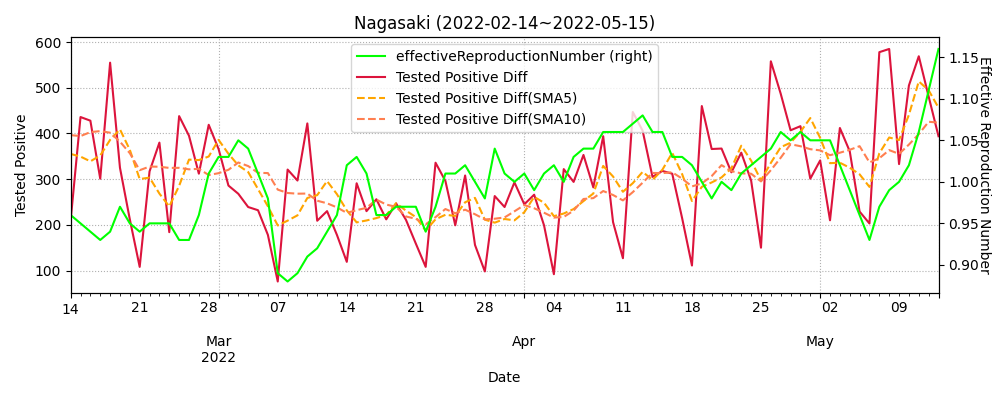 Nagasaki (2022-02-14~2022-05-15)
effectiveReproductionNumber (right)
Tested Positive Diff
Tested Positive Diff(SMA5)
Tested Positive Diff(SMA10)
Tested Positive
600
500
400
300
200
100
1.15
1.10
1.05
1.00
0.95
0.90
Effective Reproduction Number
14 21 28 07 14 21 28 04 11 18 25 02 09
Mar Apr May
2022
Date